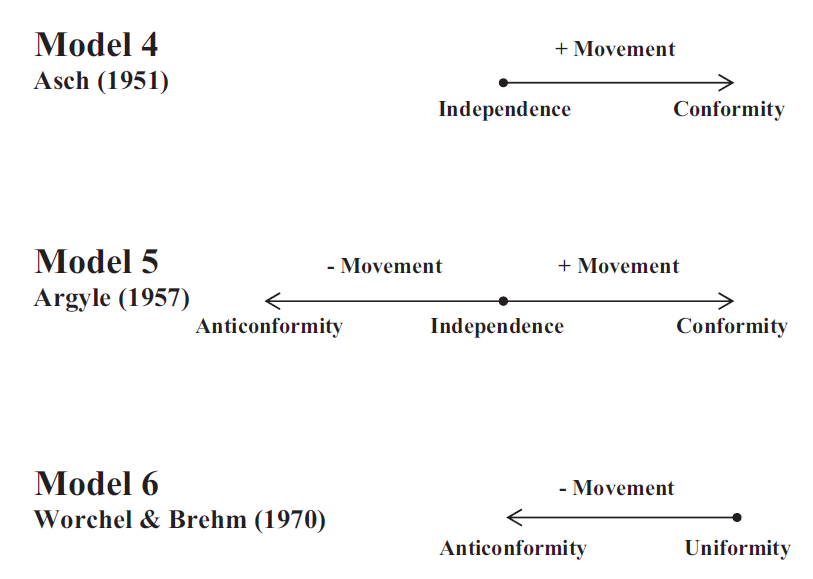 Model 4
Asch (1951)
+ Movement
Independence Conformity
Model 5
Argyle (1957)
- Movement + Movement
Anticonformity Independence Conformity
Model 6
Worchel & Brehm (1970)
- Movement
Anticonformity Uniformity